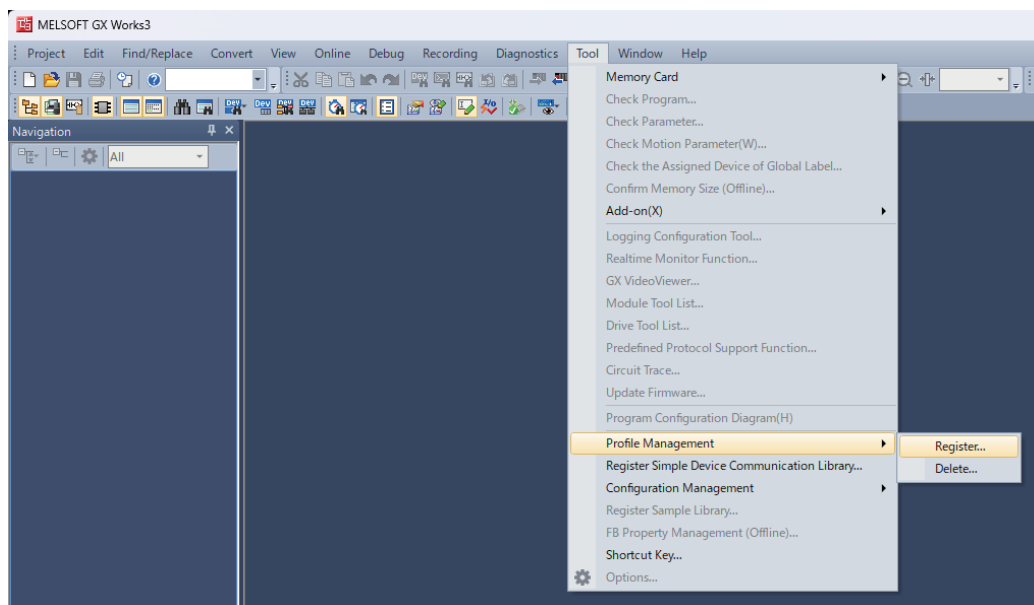 MELSOFT GX Works3
Project Edit Find/Replace Convert View Online Debug Recording Diagnostics Tool Window Help
Navigation
All
Memory Card
Check Program...
Check Parameter...
Check Motion Parameter(W)...
Check the Assigned Device of Global Label...
Confirm Memory Size (Offline)...
Add-on(X)
Logging Configuration Tool...
Realtime Monitor Function...
GX VideoViewer...
Module Tool List...
Drive Tool List...
Predefined Protocol Support Function...
Circuit Trace...
Update Firmware...
Program Configuration Diagram(H)
Profile Management
Register...
Register Simple Device Communication Library...
Delete...
Configuration Management
Register Sample Library...
FB Property Management (Offline)...
Shortcut Key...
Options...